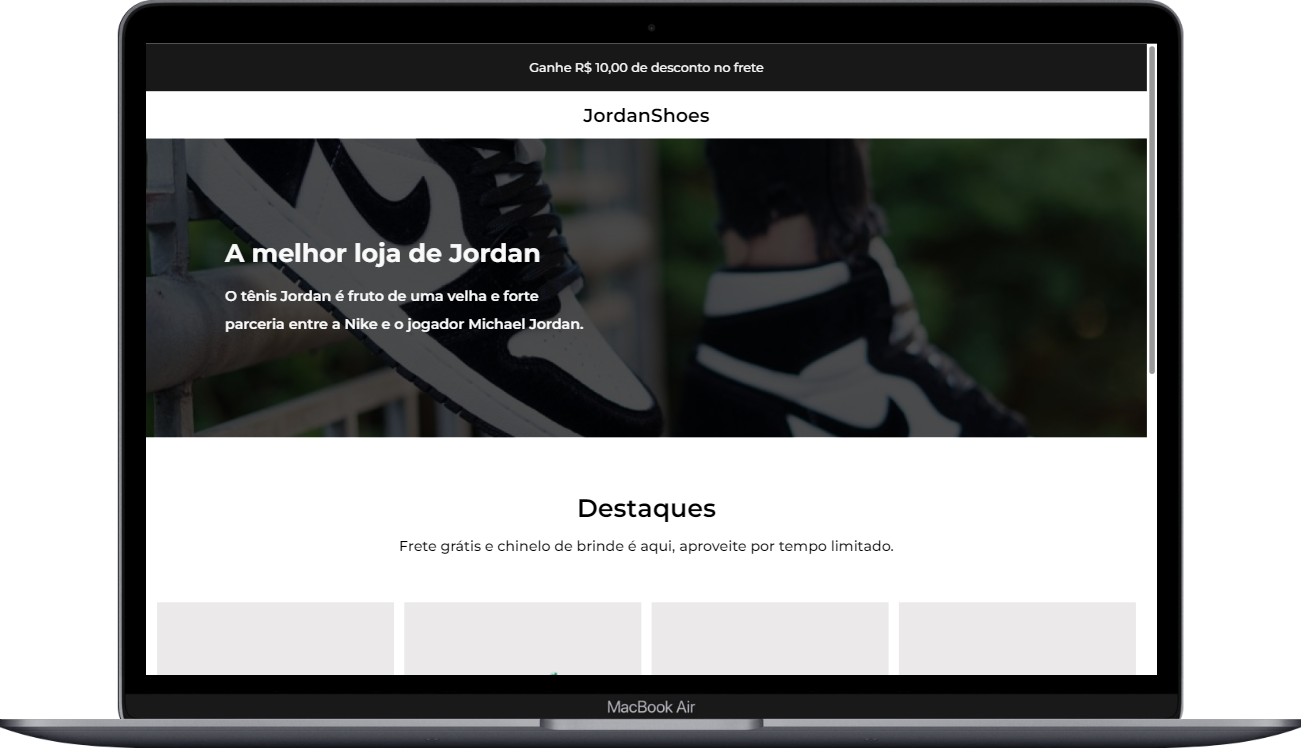 Ganhe R$ 10,00 de desconto no frete
JordanShoes
A melhor loja de Jordan
O tênis Jordan é fruto de uma velha e forte
parceria entre a Nike e o jogador Michael Jordan.
Destaques
Frete grátis e chinelo de brinde é aqui, aproveite por tempo limitado.
MacBook Air